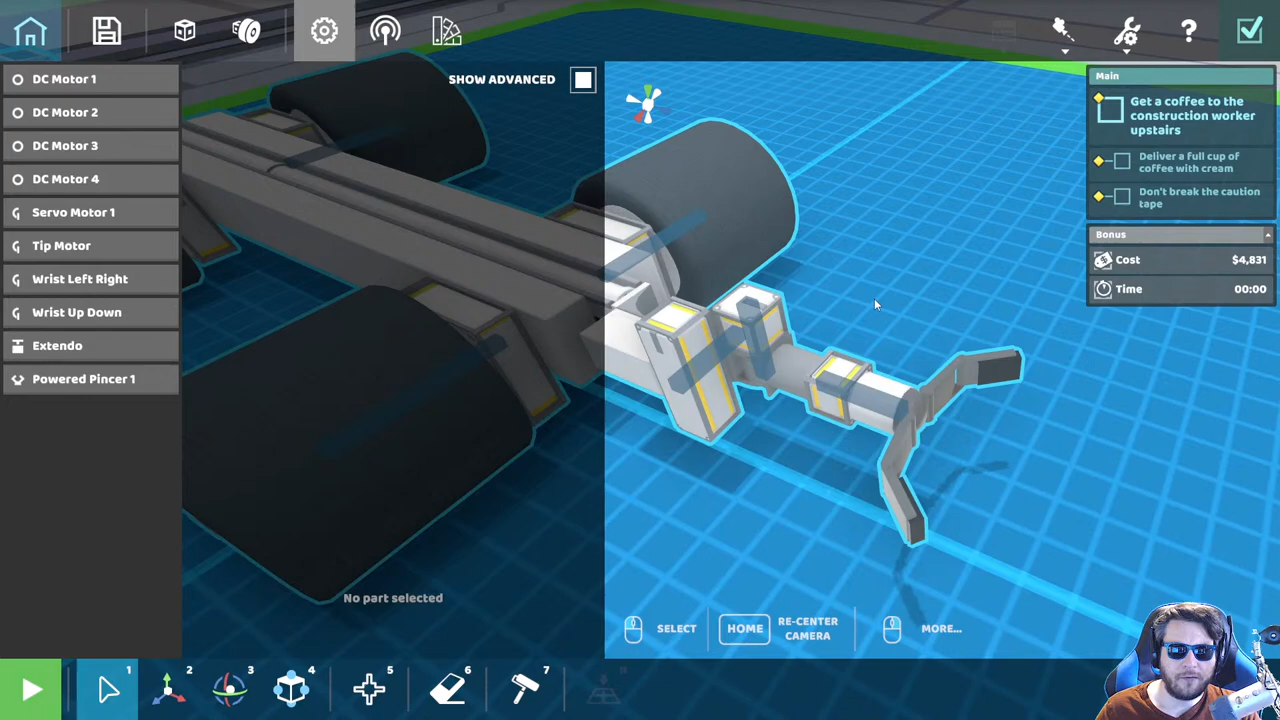 DC Motor 1
DC Motor 2
DC Motor 3
DC Motor 4
Servo Motor 1
Tip Motor
Wrist Left Right
Wrist Up Down
Extendo
Powered Pincer 1
SHOW ADVANCED
No part selected
Main
Get a coffee to the
construction worker
upstairs
Deliver a full cup of
coffee with cream
Don't break the caution
tape
Bonus
Cost $4,831
Time 00:00
SELECT
HOME
RE-CENTER
CAMERA
MORE...
1
2
3
4
5
6
7